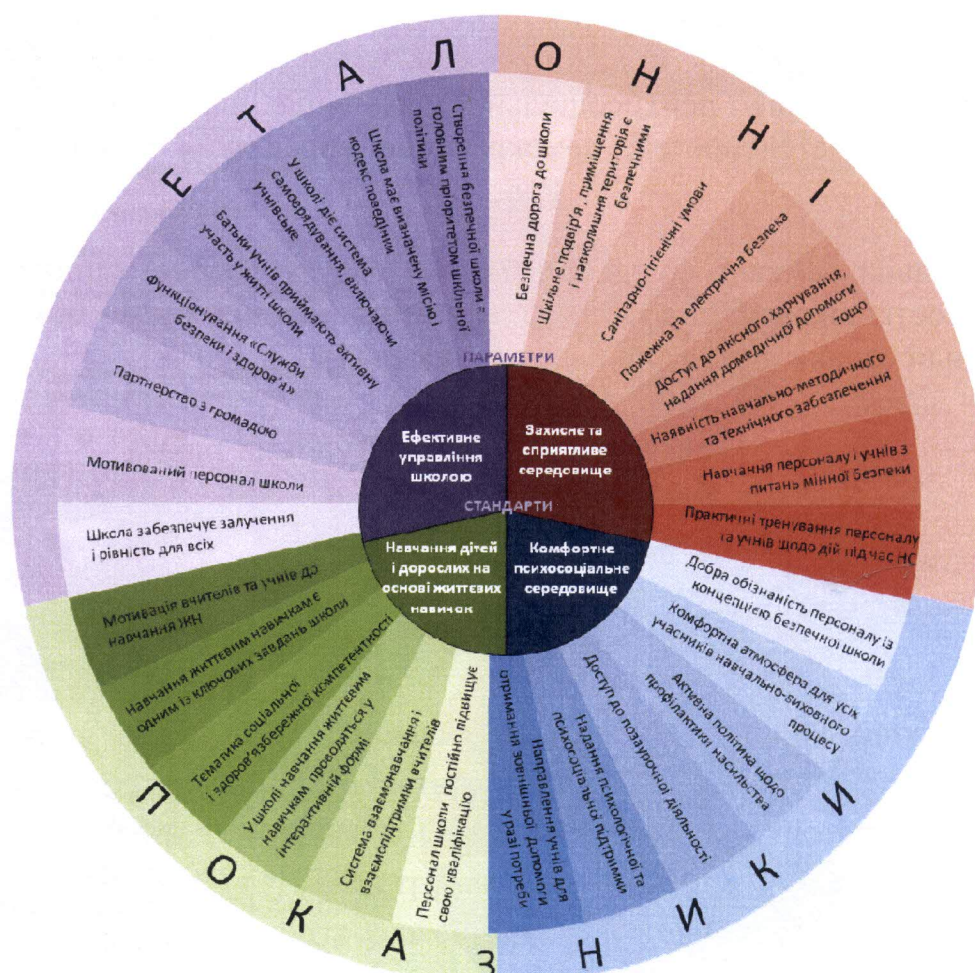 ЕТАЛОННІ
ПОКАЗНИКИ
ПАРАМЕТРИ
СТАНДАРТИ
Ефективне
управління
школою
Захисне та
сприятливе
середовище
Навчання дітей
і дорослих на
основі життєвих
навичок
Комфортне
психосоціальне
середовище
Створення безпечної школи є
головним пріоритетом шкільної
політики
Школа має визначену місію і
кодекс поведінки
У школі діє система
самоврядування, включаючи
учнівське
Батьки учнів приймають активну
участь у житті школи
Функціонування «Служби
безпеки і здоров'я»
Партнерство з громадою
Мотивований персонал школи
Школа забезпечує залучення
і рівність для всіх
Безпечна дорога до школи
Шкільне подвір'я, приміщення
і навколишня територія є
безпечними
Санітарно-гігієнічні умови
Пожежна та електрична безпека
Доступ до якісного харчування,
надання домедичної допомоги
тощо
Наявність навчально-методичного
та технічного забезпечення
Навчання персоналу і учнів з
питань мінної безпеки
Практичні тренування персоналу
та учнів щодо дій під час НС
Добра обізнаність персоналу із
концепцією безпечної школи
Комфортна атмосфера для усіх
учасників навчально-виховного
процесу
Активна політика щодо
профілактики насильства
Доступ до позаурочної діяльності
Надання психологічної та
психосоціальної підтримки
Направлення учнів для
отримання зовнішньої допомоги
у разі потреби
Мотивація вчителів та учнів до
навчання ЖН
Навчання життєвим навичкам є
одним із ключових завдань школи
Тематика соціальної
і здоров'язбережної компетентності
У школі навчання життєвим
навичкам проводиться у
інтерактивній формі
Система взаємонавчання і
взаємопідтримки вчителів
Персонал школи постійно підвищує
свою кваліфікацію